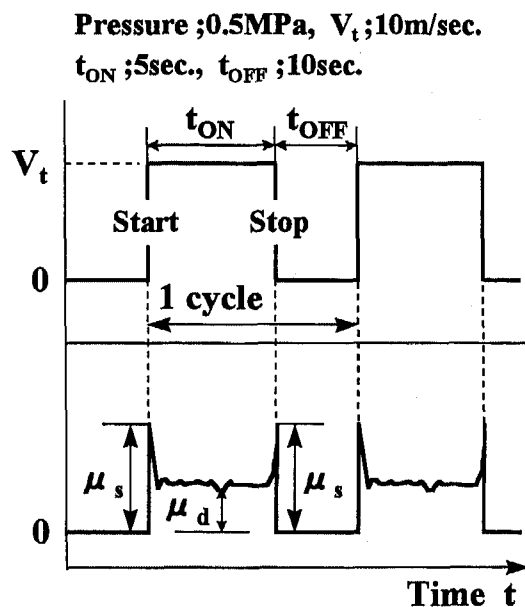 Pressure ;0.5MPa, Vt ;10m/sec.
tON ;5sec., tOFF ;10sec.
tON tOFF
Vt
Start Stop
0
1 cycle
μs μd μs
0
Time t